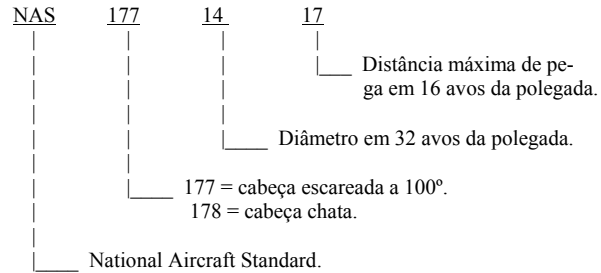 NAS 177 14 17
Distância máxima de pe-
ga em 16 avos da polegada.
Diâmetro em 32 avos da polegada.
177 = cabeça escareada a 100º.
178 = cabeça chata.
National Aircraft Standard.